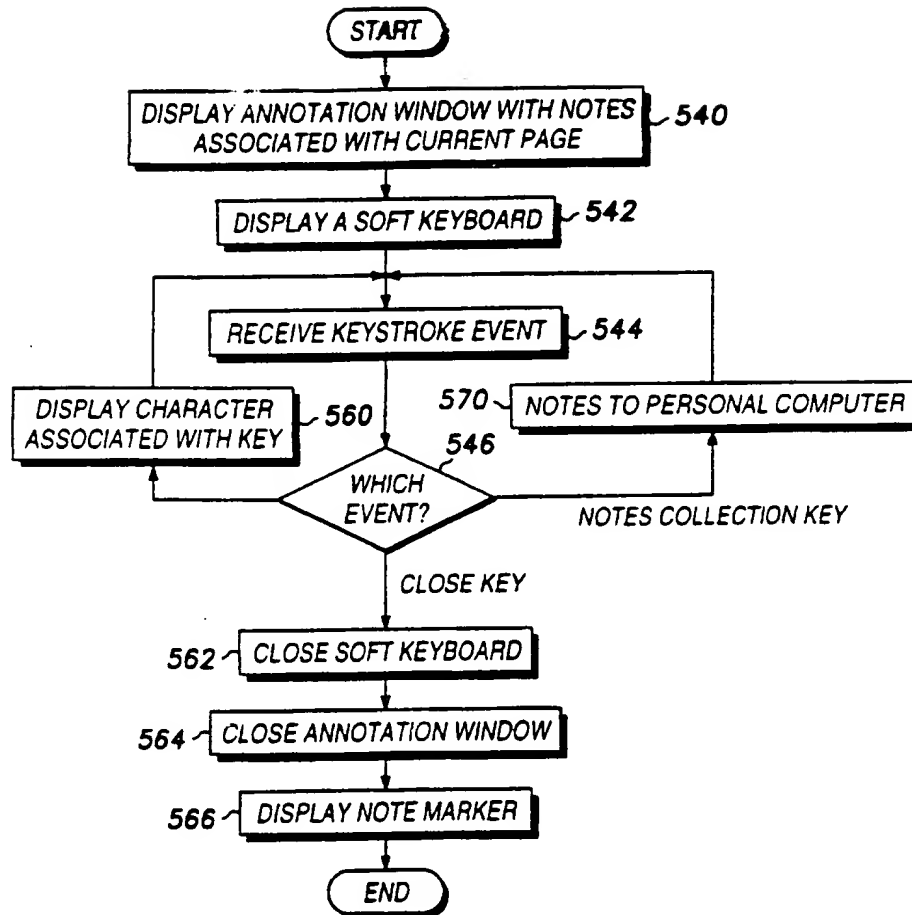 START
DISPLAY ANNOTATION WINDOW WITH NOTES
ASSOCIATED WITH CURRENT PAGE
540
DISPLAY A SOFT KEYBOARD
542
RECEIVE KEYSTROKE EVENT
544
DISPLAY CHARACTER
ASSOCIATED WITH KEY
560
570
NOTES TO PERSONAL COMPUTER
546
WHICH
EVENT?
NOTES COLLECTION KEY
CLOSE KEY
562
CLOSE SOFT KEYBOARD
564
CLOSE ANNOTATION WINDOW
566
DISPLAY NOTE MARKER
END